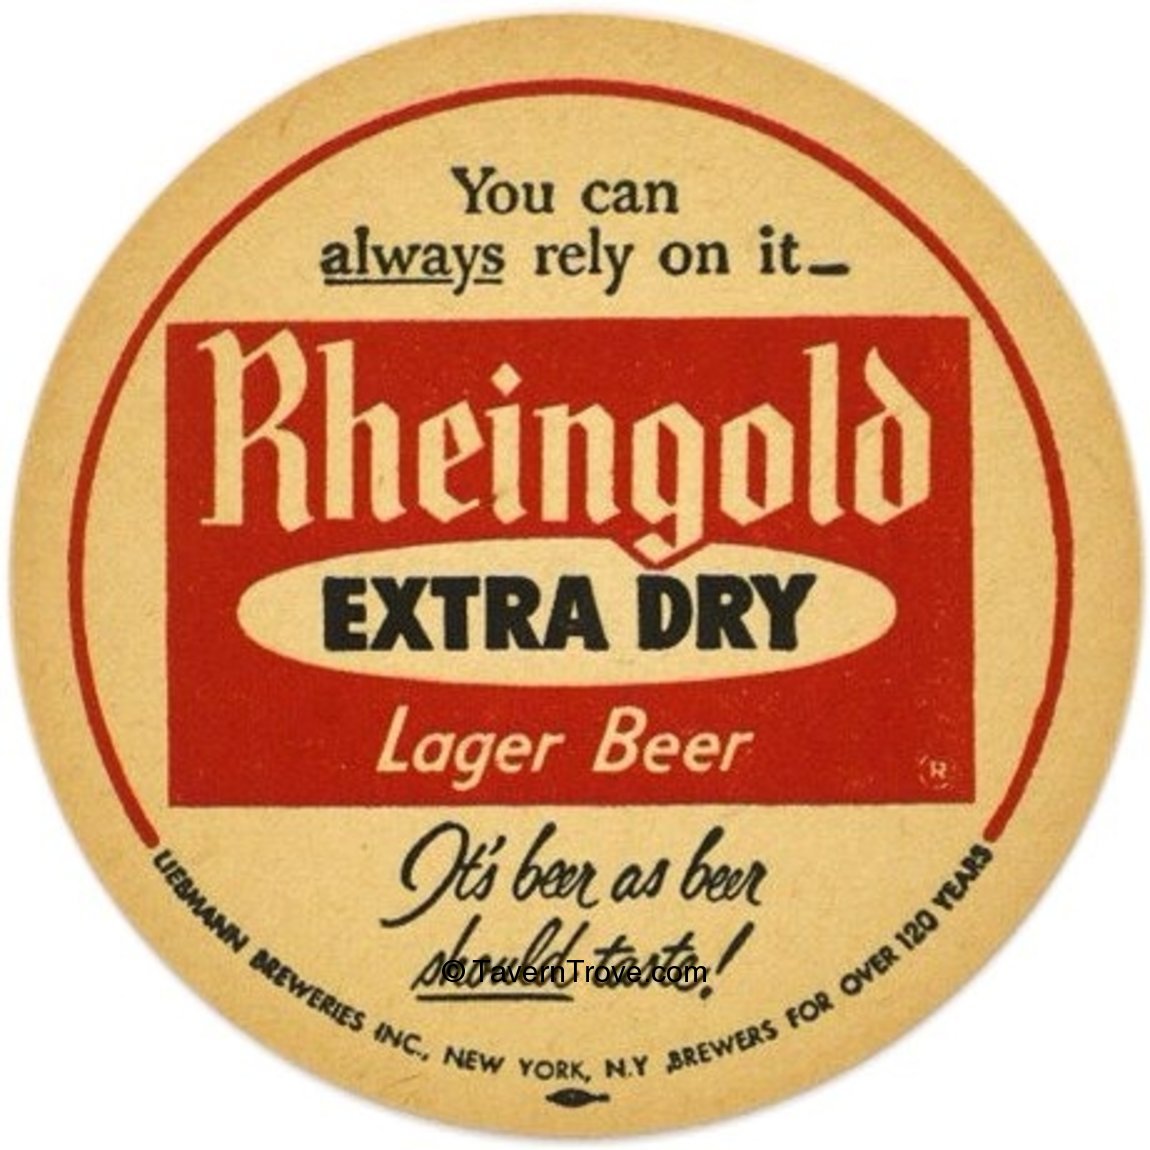 You can
always rely on it_
Rheingold
EXTRA DRY
Lager Beer
®
It's beer as beer
should taste!
© TavernTrove.com
LIEBMANN BREWERIES INC., NEW YORK, N.Y. BREWERS FOR OVER 120 YEARS